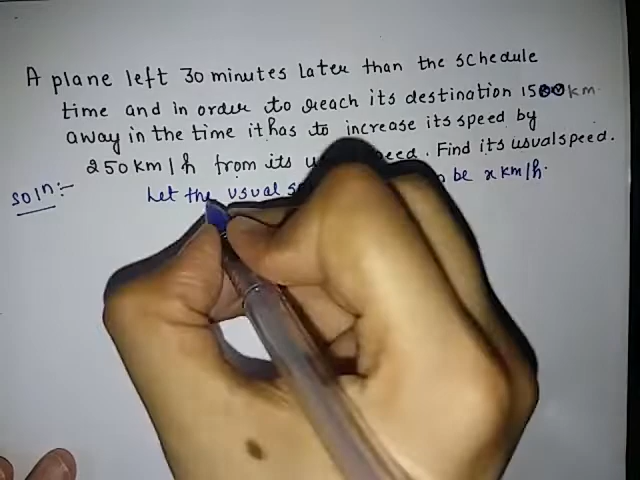 A plane left 30 minutes later than the schedule
time and in order to reach its destination 1500 km
away in the time it has to increase its speed by
250 km/h from its speed. Find its usual speed.
Soln:- Let the usual be x km/h.